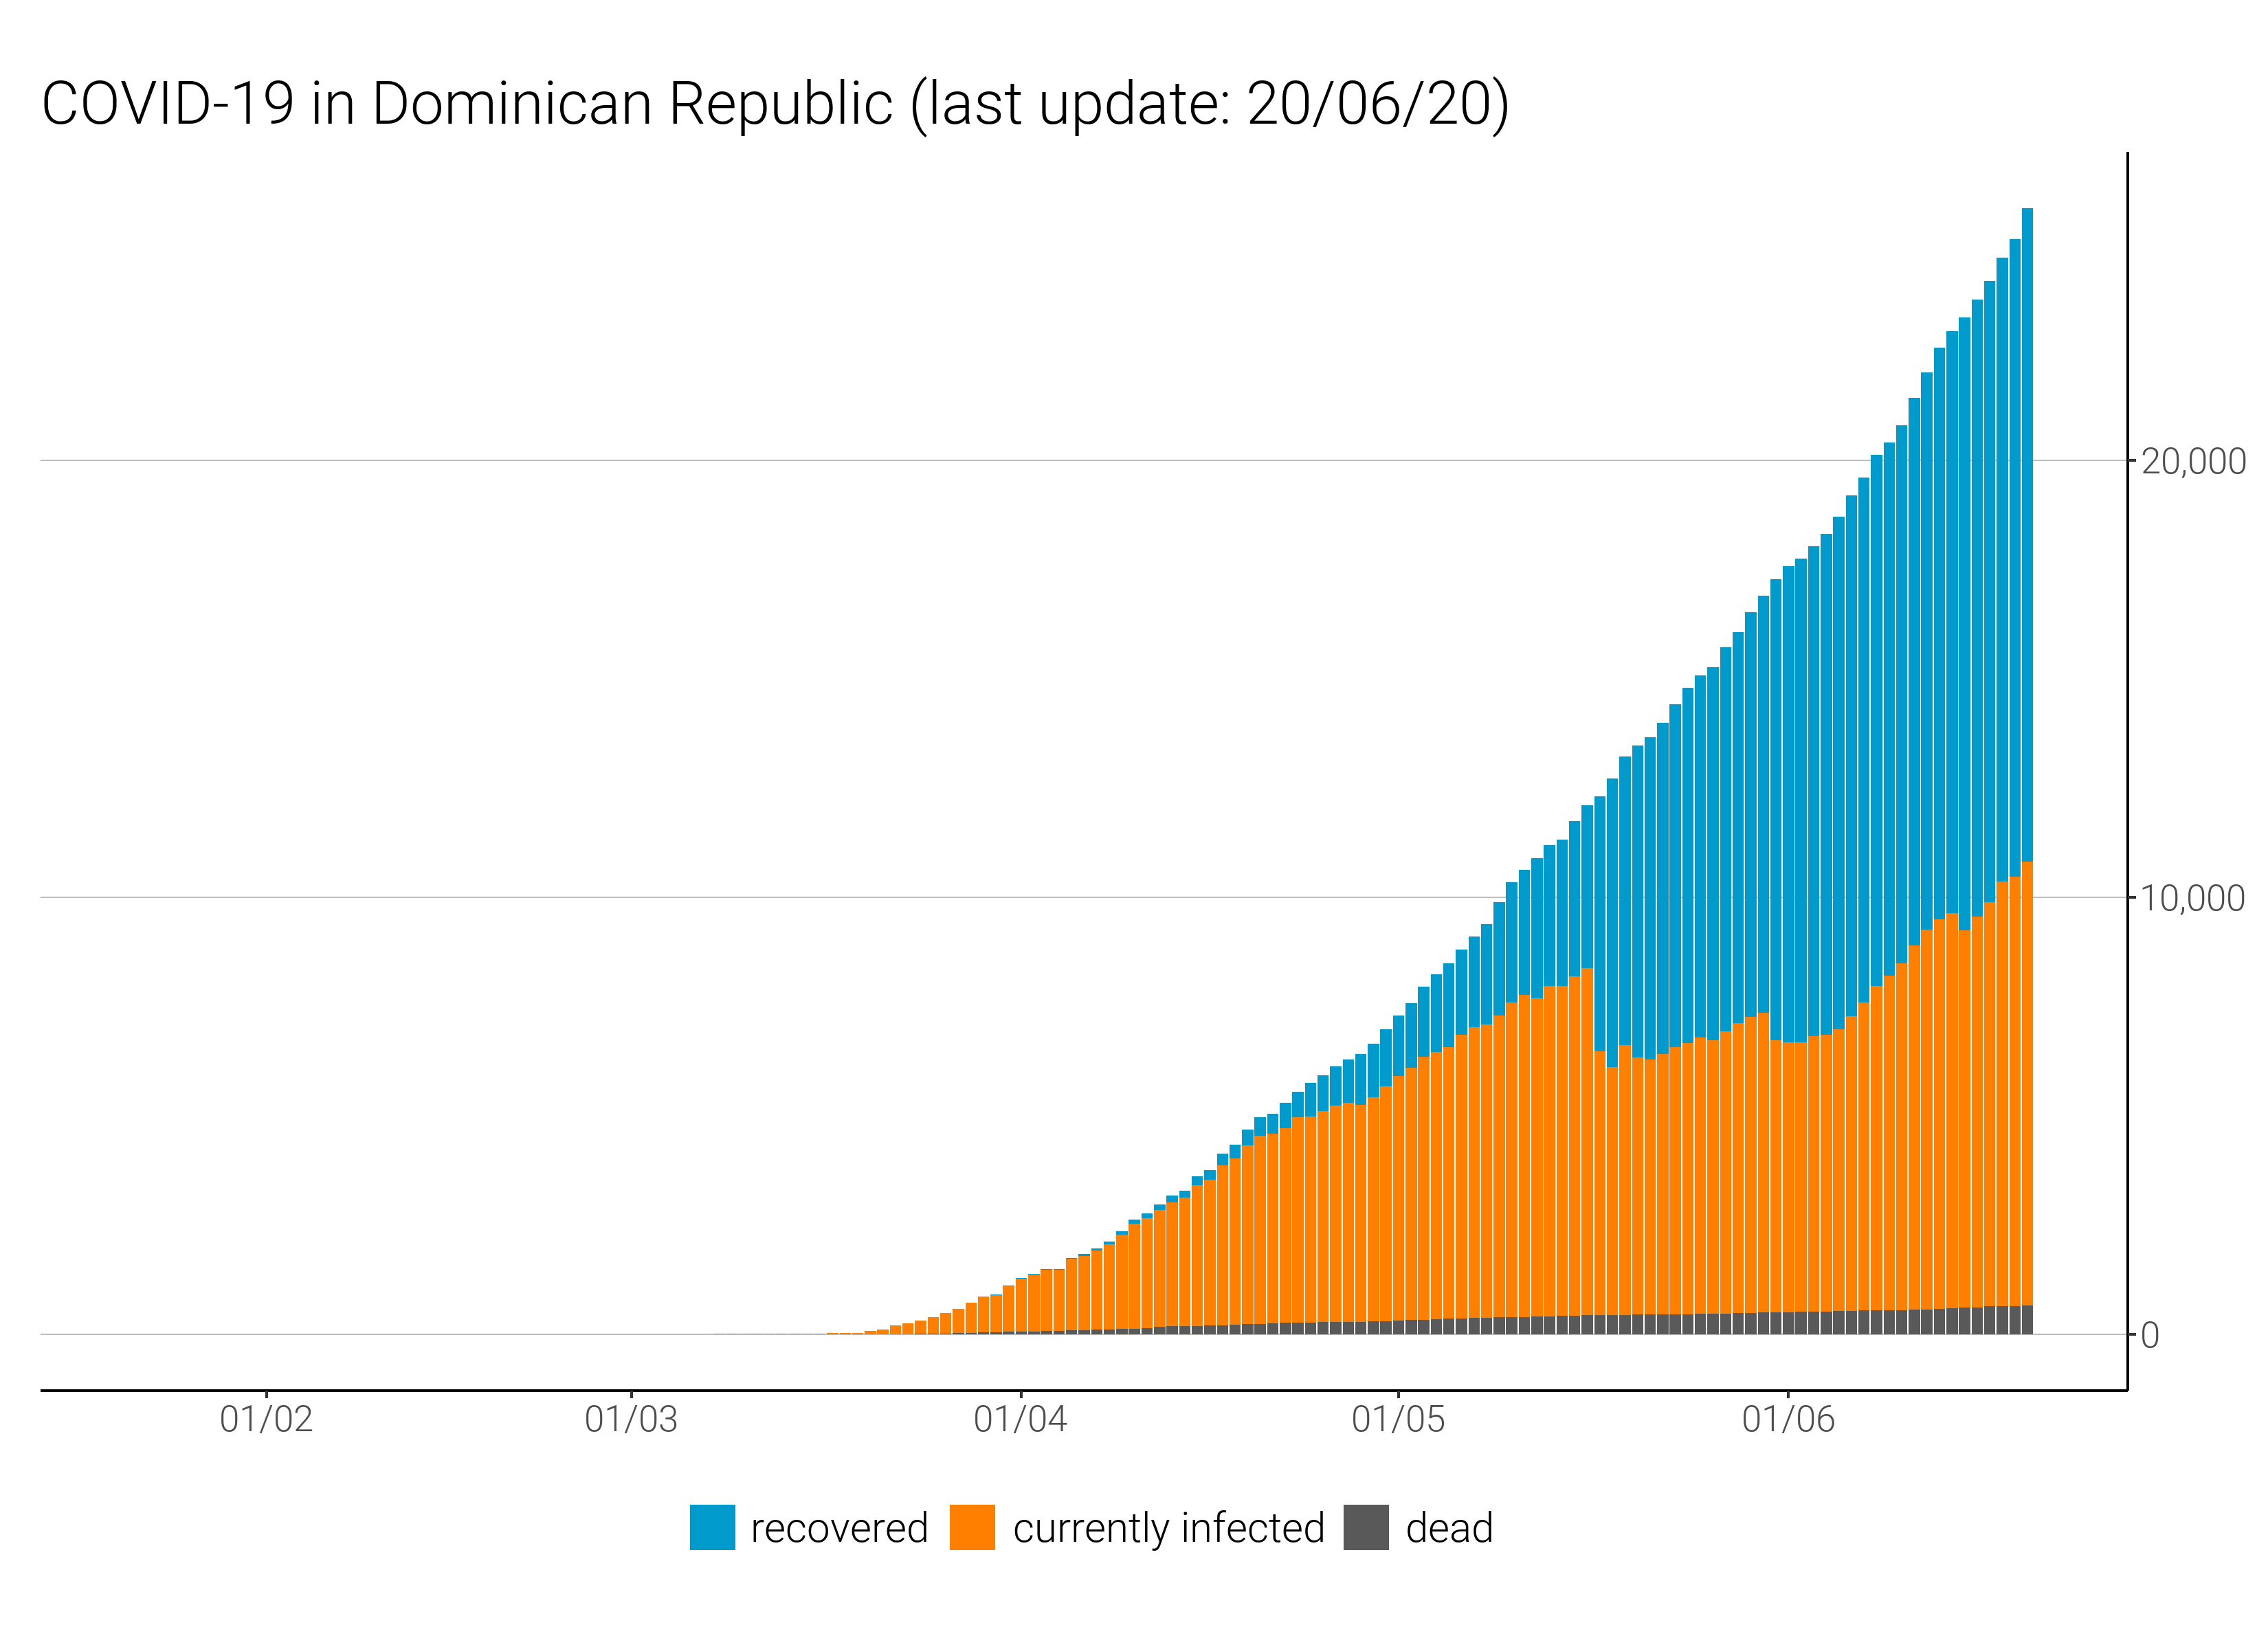 COVID-19 in Dominican Republic (last update: 20/06/20)
20,000
10,000
0
01/02 01/03 01/04 01/05 01/06
recovered currently infected dead